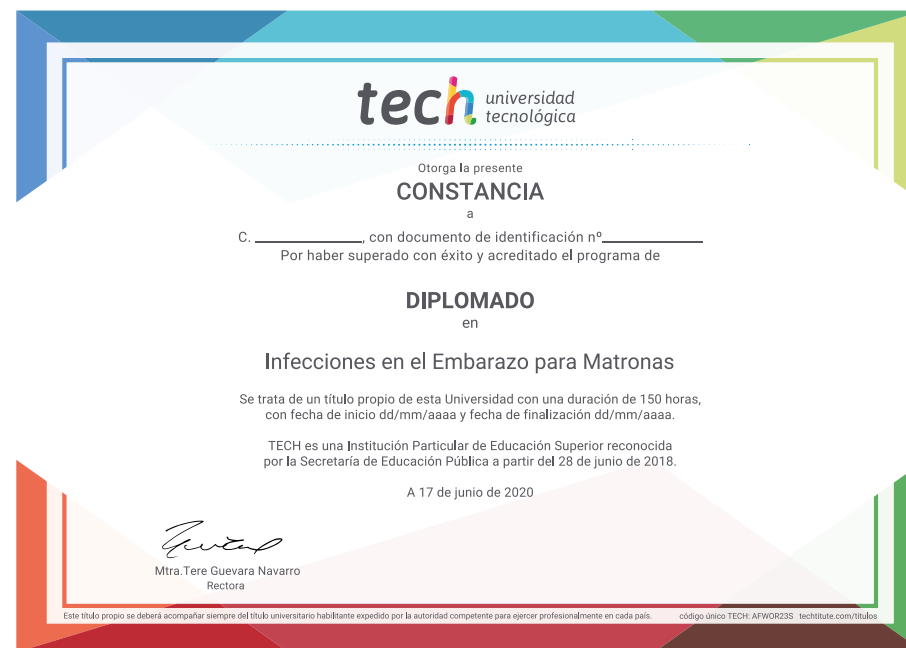 tech universidad
tecnológica
Otorga la presente
CONSTANCIA
a
C. ____________, con documento de identificación nº____________
Por haber superado con éxito y acreditado el programa de
DIPLOMADO
en
Infecciones en el Embarazo para Matronas
Se trata de un título propio de esta Universidad con una duración de 150 horas,
con fecha de inicio dd/mm/aaaa y fecha de finalización dd/mm/aaaa.
TECH es una Institución Particular de Educación Superior reconocida
por la Secretaría de Educación Pública a partir del 28 de junio de 2018.
A 17 de junio de 2020
Mtra.Tere Guevara Navarro
Rectora
Este título propio se deberá acompañar siempre del título universitario habilitante expedido por la autoridad competente para ejercer profesionalmente en cada país. código único TECH: AFWOR23S techtitute.com/titulos